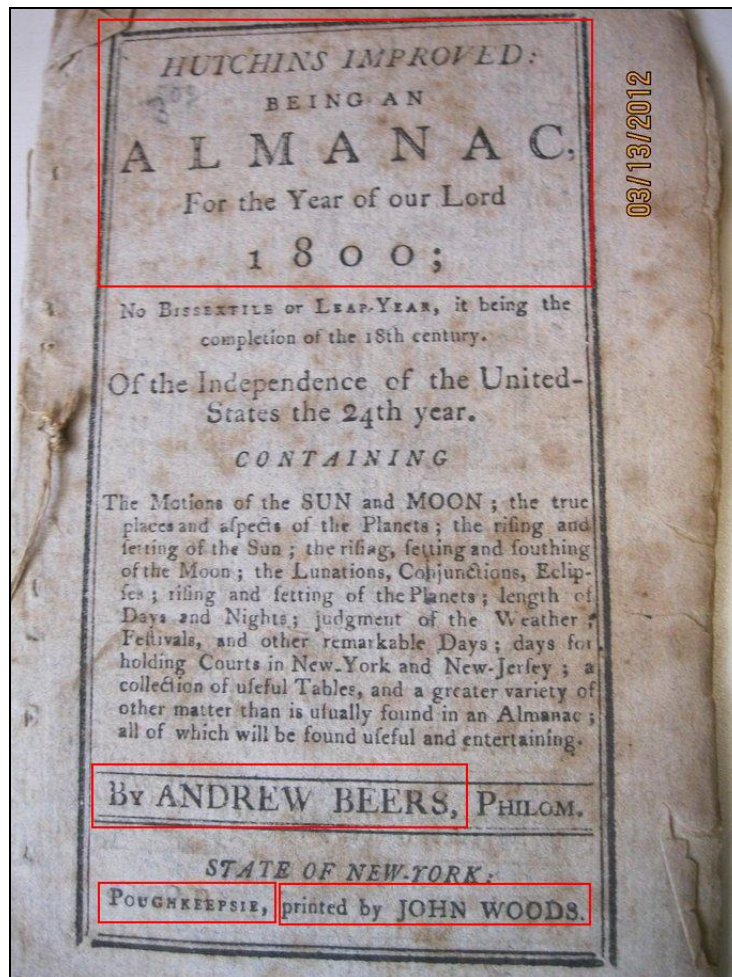 HUTCHINS IMPROVED:
BEING AN
ALMANAC,
For the Year of our Lord
1800;
No BISSEXTILE or LEAP-YEAR, it being the
completion of the 18th century.
Of the Independence of the United-
States the 24th year.
CONTAINING
The Motions of the SUN and MOON; the true
places and aſpects of the Planets; the riſing and
ſetting of the Sun; the riſing, ſetting and ſouthing
of the Moon; the Lunations, Conjunctions, Eclip-
ſes; riſing and ſetting of the Planets; length of
Days and Nights; judgment of the Weather;
Feſtivals, and other remarkable Days; days for
holding Courts in New-York and New-Jerſey; a
collection of uſeful Tables, and a greater variety of
other matter than is uſually found in an Almanac;
all of which will be found uſeful and entertaining.
By ANDREW BEERS, PHILOM.
STATE OF NEW-YORK:
POUGHKEEPSIE, printed by JOHN WOODS.
03/13/2012